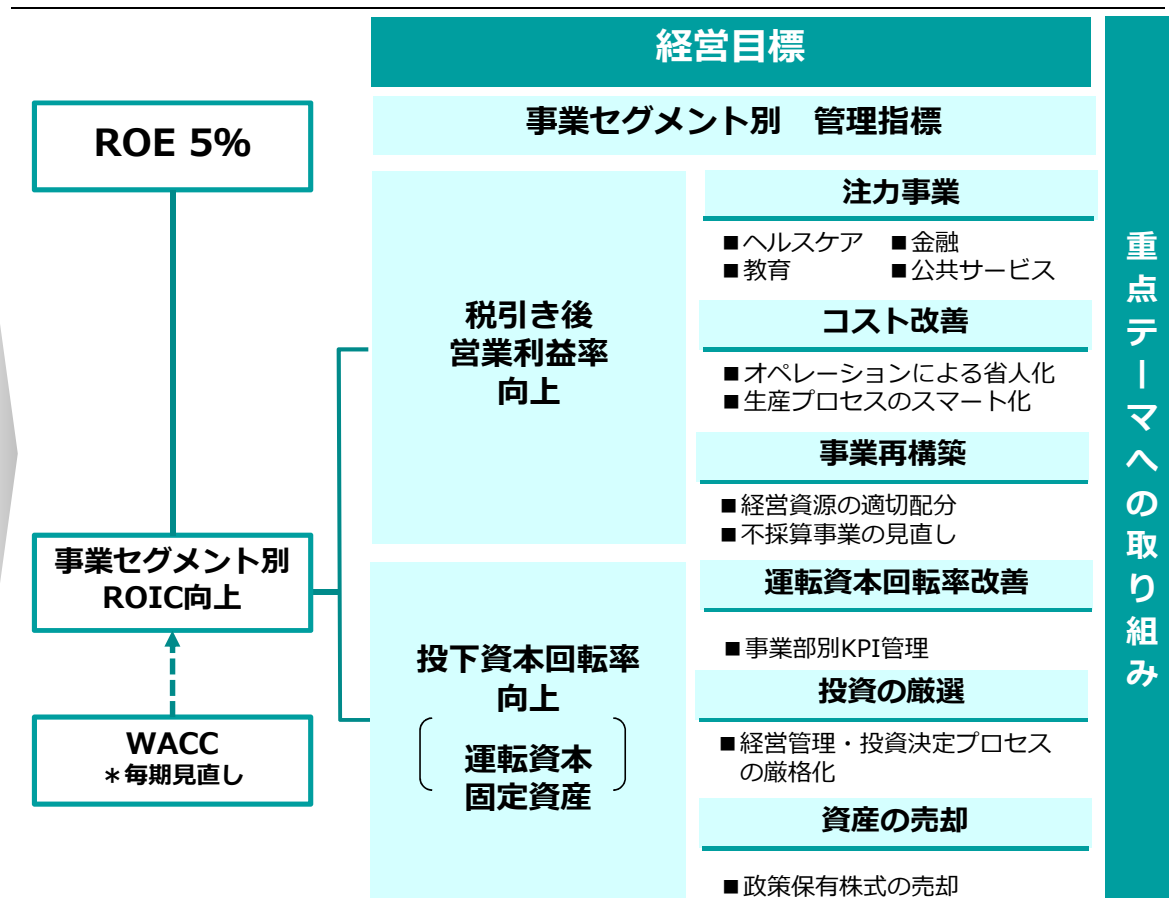 経営目標
事業セグメント別　管理指標
ROE 5%
事業セグメント別
ROIC向上
WACC
＊毎期見直し
税引き後
営業利益率
向上
注力事業
■ヘルスケア　■金融
■教育　■公共サービス
コスト改善
■オペレーションによる省人化
■生産プロセスのスマート化
事業再構築
■経営資源の適切配分
■不採算事業の見直し
投下資本回転率
向上
運転資本
固定資産
運転資本回転率改善
■事業部別KPI管理
投資の厳選
■経営管理・投資決定プロセス
の厳格化
資産の売却
■政策保有株式の売却
重点テーマへの取り組み